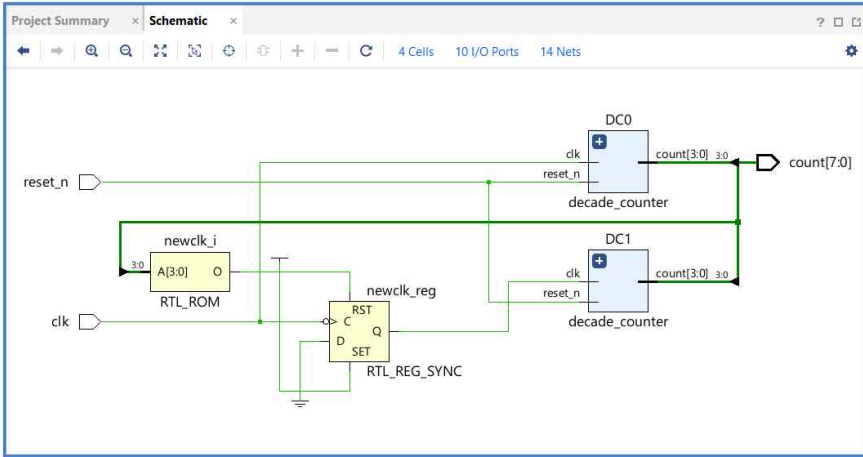 Project Summary × Schematic ×
?
4 Cells 10 I/O Ports 14 Nets
DC0
clk
count[3:0] 3:0
count[7:0]
reset_n
reset_n
decade_counter
newclk_i
DC1
3:0 A[3:0] O
clk
count[3:0] 3:0
RTL_ROM
newclk_reg
reset_n
RST
clk
C
decade_counter
Q
D
SET
RTL_REG_SYNC